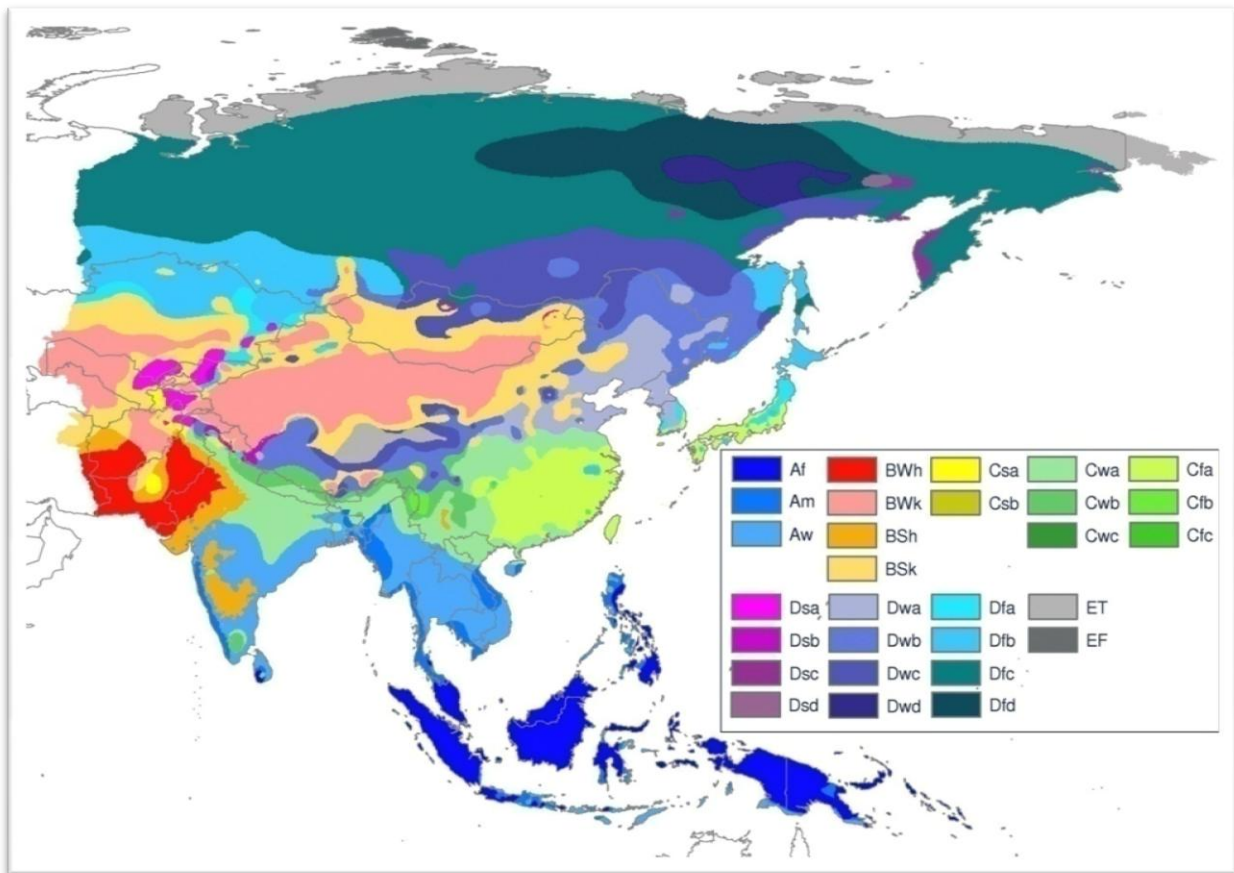 Af BWh Csa Cwa Cfa
Am BWk Csb Cwb Cfb
Aw BSh Cwc Cfc
BSk
Dsa Dwa Dfa ET
Dsb Dwb Dfb EF
Dsc Dwc Dfc
Dsd Dwd Dfd